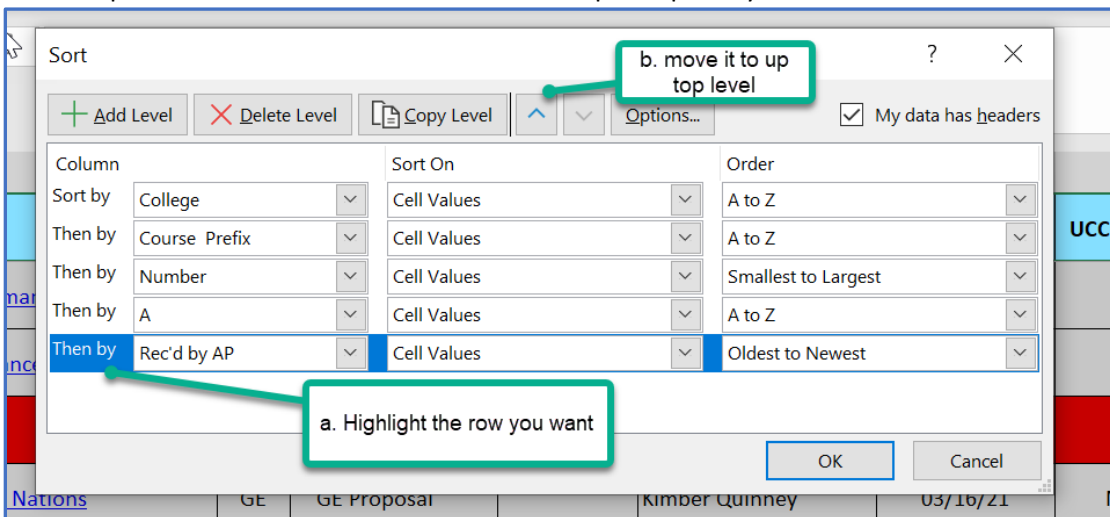 Sort
b. move it to up
top level
?
Add Level
Delete Level
Copy Level
Options...
My data has headers
Column Sort On Order
Sort by College Cell Values A to Z
Then by Course Prefix Cell Values A to Z
Then by Number Cell Values Smallest to Largest
Then by A Cell Values A to Z
Then by Rec'd by AP Cell Values Oldest to Newest
UCC
a. Highlight the row you want
OK
Cancel
Nations GE GE Proposal Kimber Quinney 03/16/21